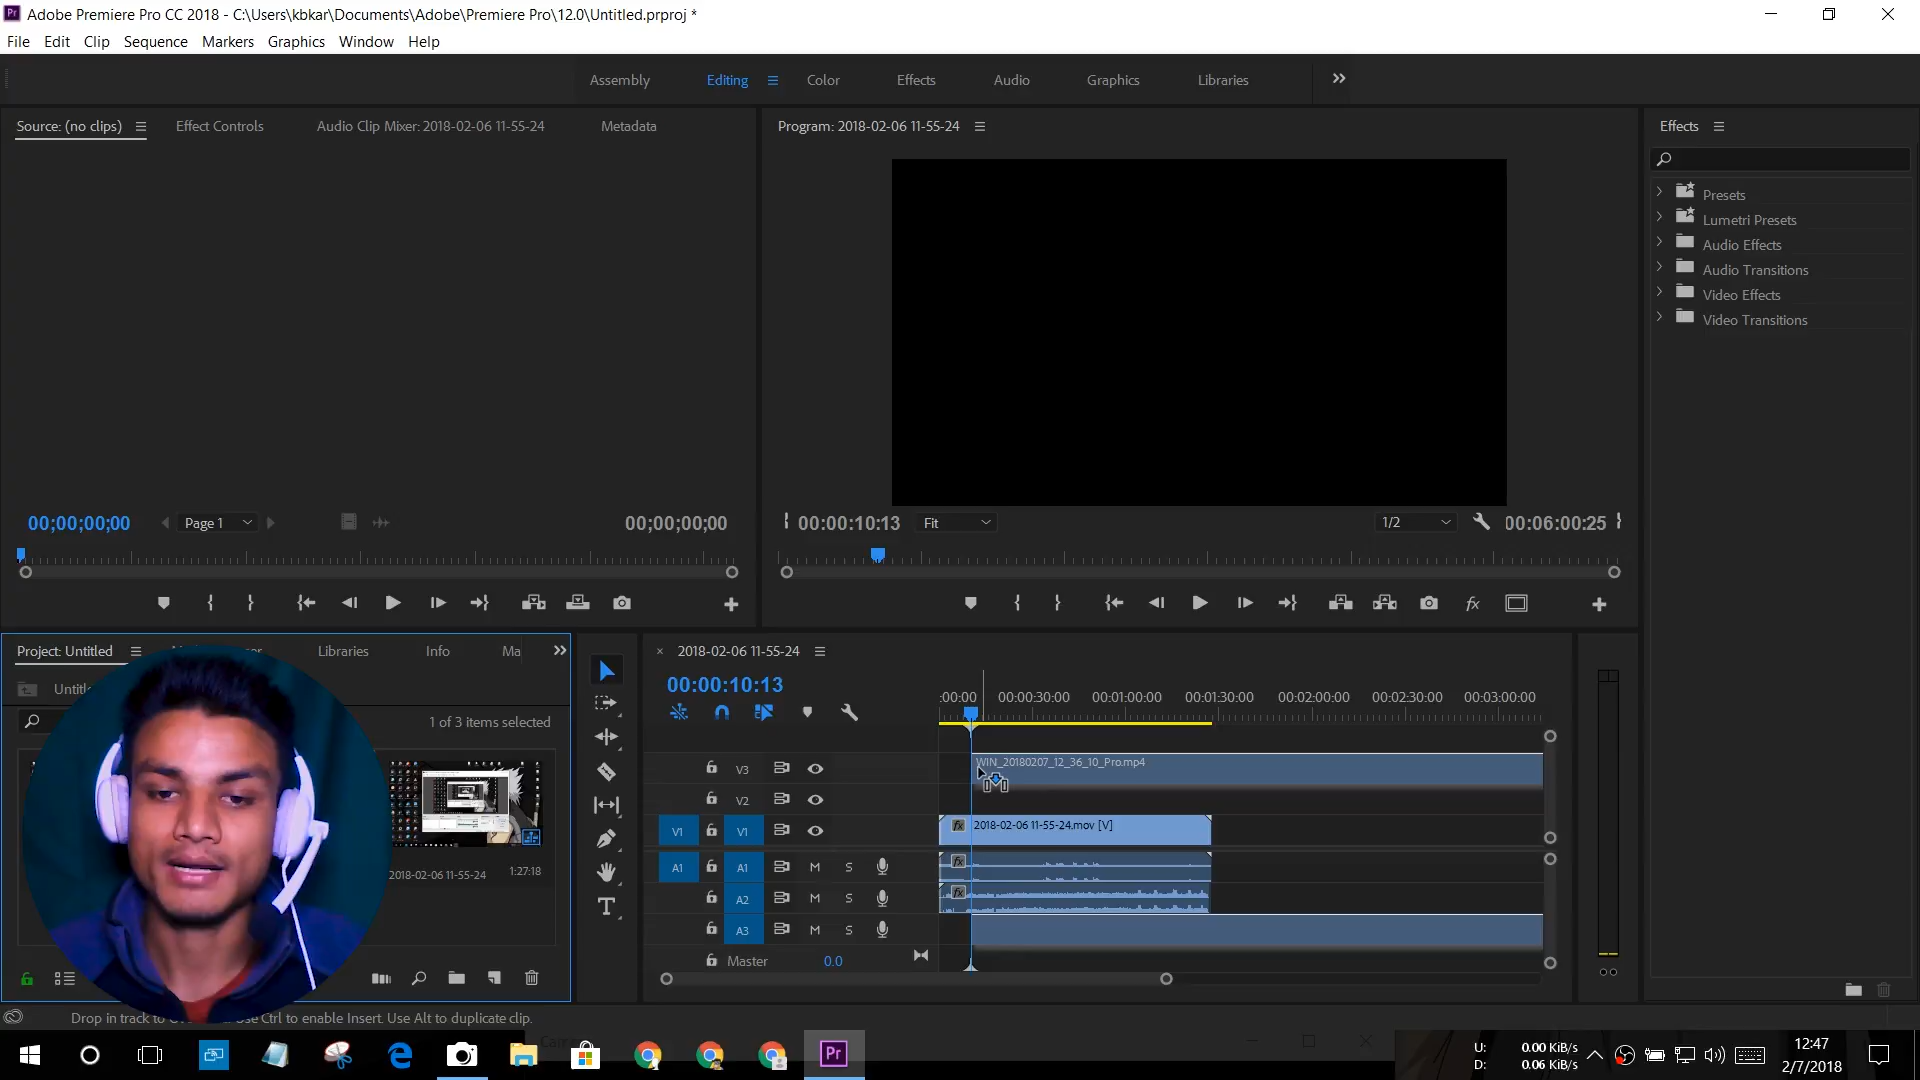 Adobe Premiere Pro CC 2018 - C:\Users\kbkar\Documents\Adobe\Premiere Pro\12.0\Untitled.prproj *
File Edit Clip Sequence Markers Graphics Window Help
Assembly Editing Color Effects Audio Graphics Libraries
Source: (no clips) Effect Controls Audio Clip Mixer: 2018-02-06 11-55-24 Metadata
Program: 2018-02-06 11-55-24
Effects
Presets
Lumetri Presets
Audio Effects
Audio Transitions
Video Effects
Video Transitions
00;00;00;00 Page 1 00;00;00;00
00:00:10:13 Fit 1/2 00:06:00:25
Project: Untitled Libraries Info Ma
1 of 3 items selected
2018-02-06 11-55-24 1:27:18
2018-02-06 11-55-24
00:00:10:13
:00:00 00:00:30:00 00:01:00:00 00:01:30:00 00:02:00:00 00:02:30:00 00:03:00:00
V3 WIN_20180207_12_36_10_Pro.mp4
V2
V1 V1 fx 2018-02-06 11-55-24.mov [V]
A1 A1 M S fx
A2 M S fx
A3 M S
Master 0.0
Drop in track to Use Ctrl to enable Insert. Use Alt to duplicate clip.
U: 0.00 KiB/s
D: 0.06 KiB/s
12:47
2/7/2018